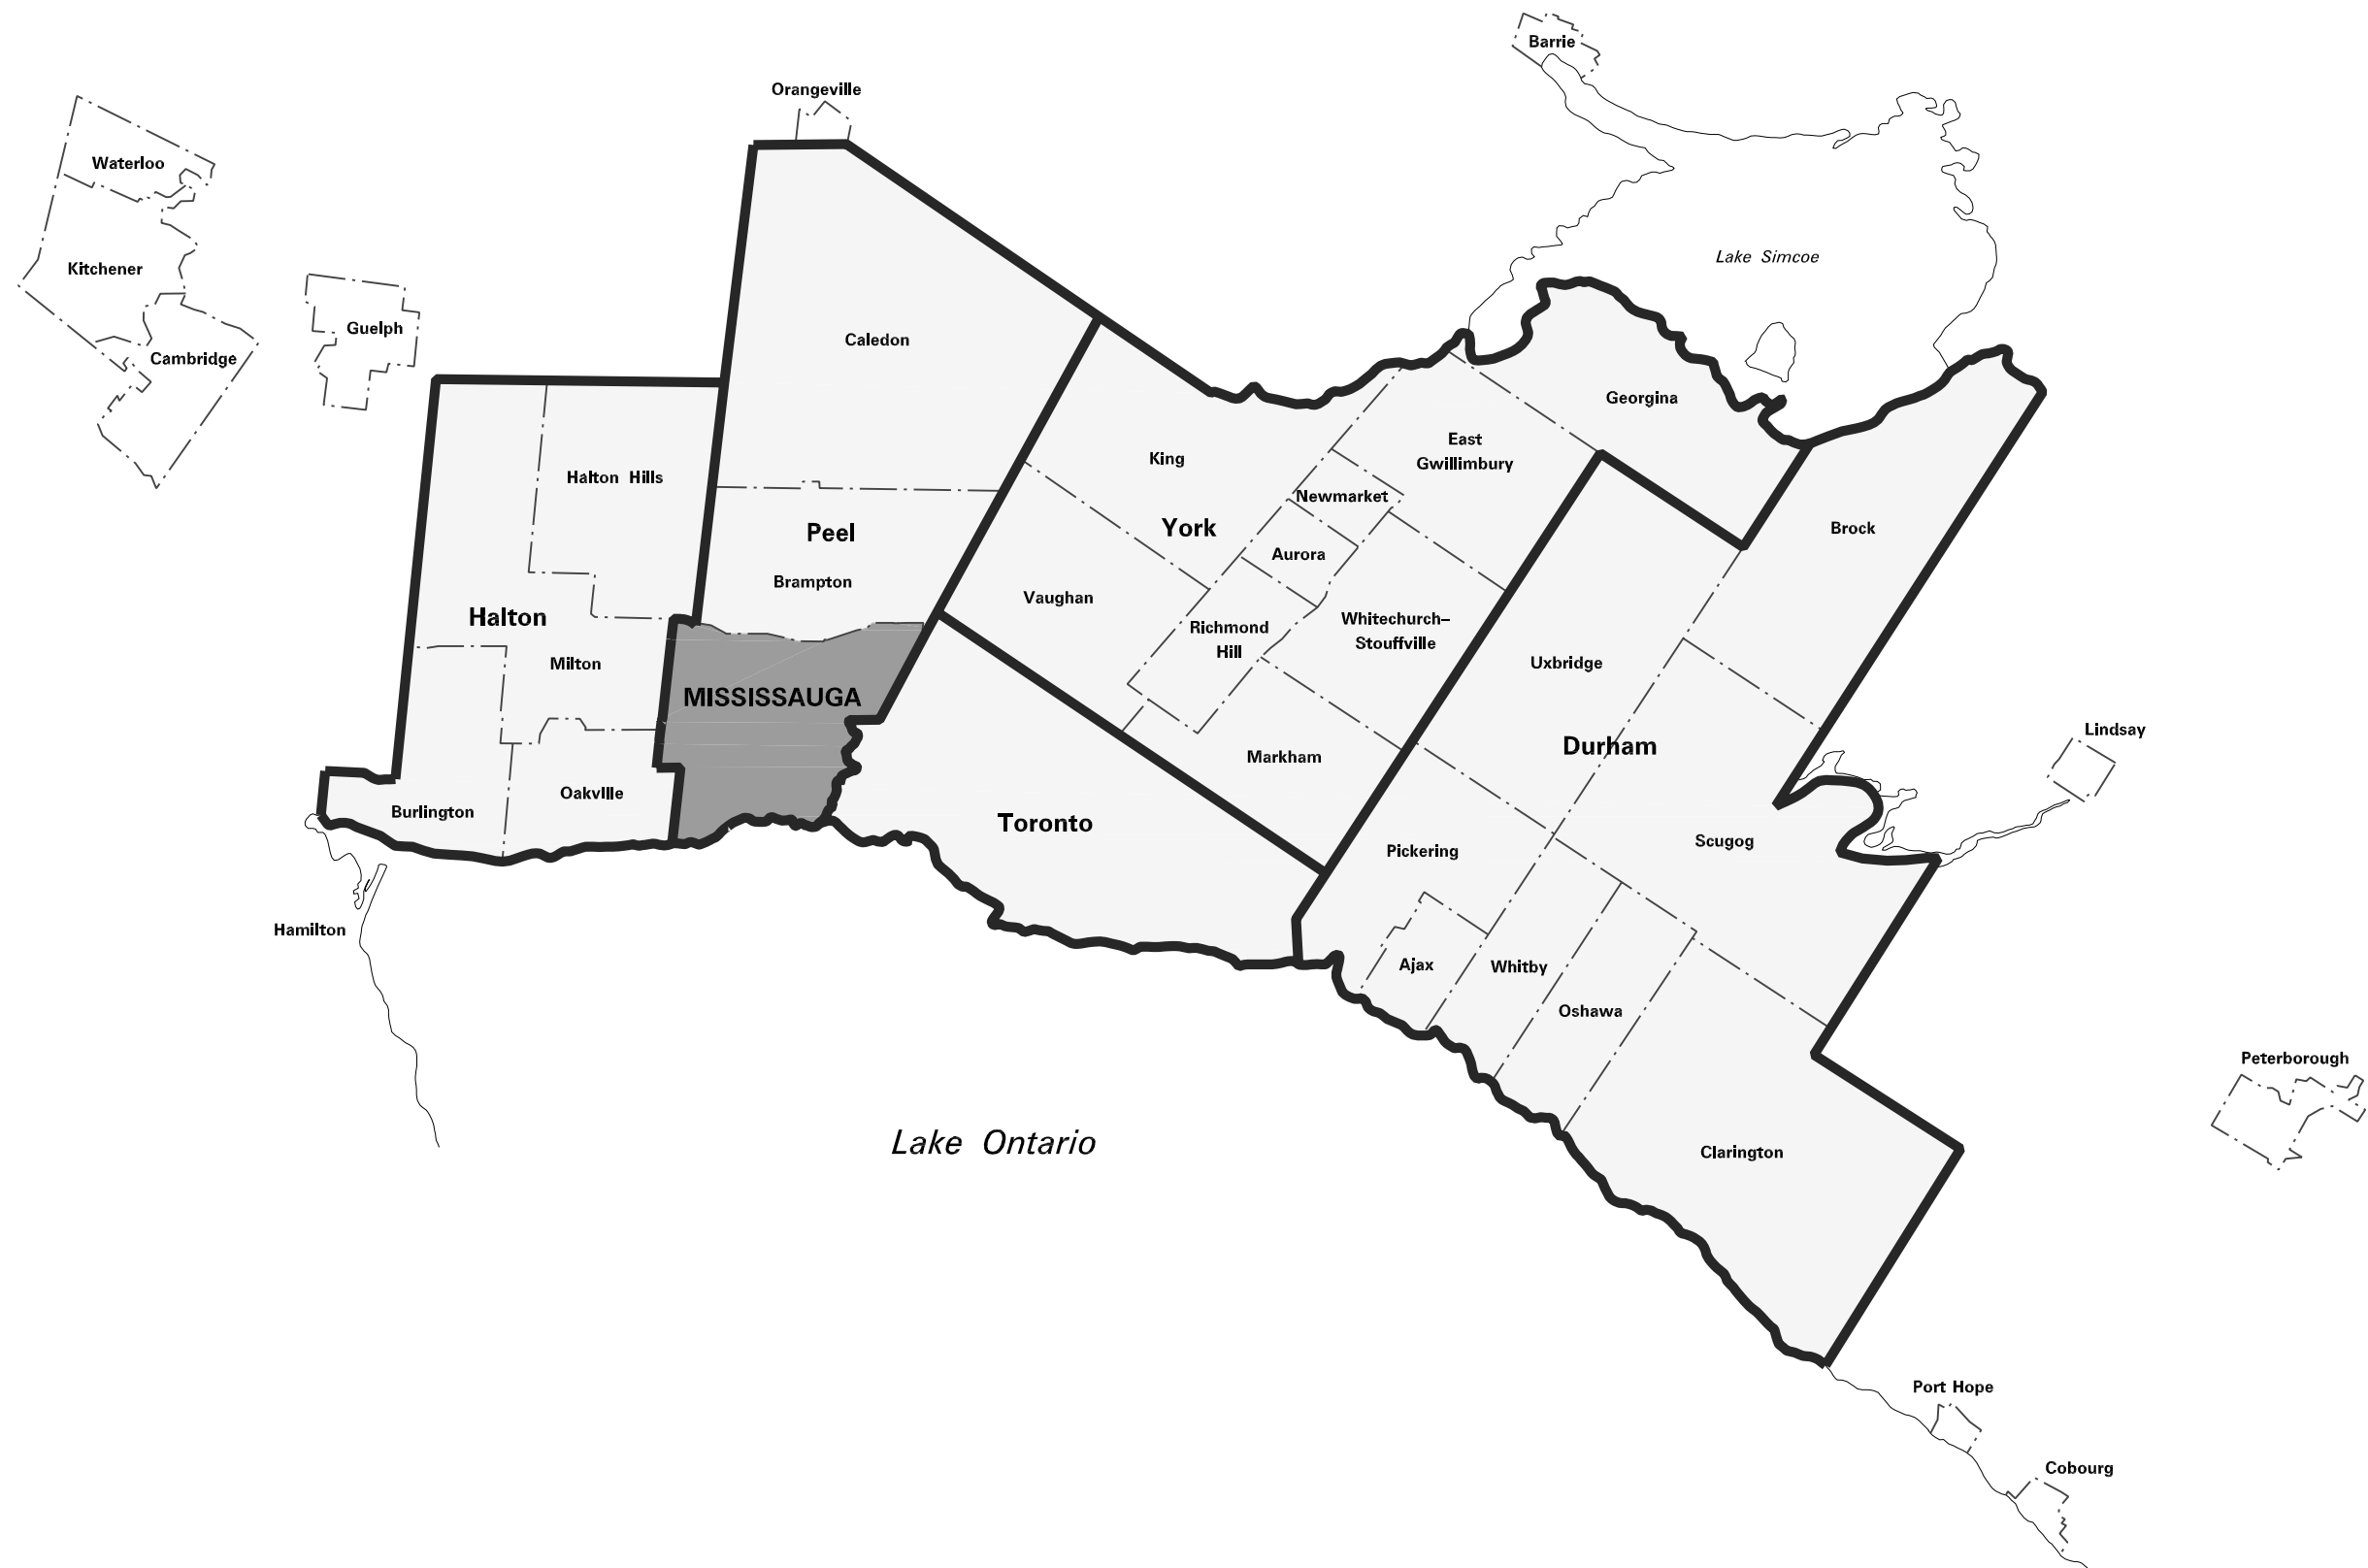 Barrie
Orangeville
Waterloo
Lake Simcoe
Kitchener
Guelph
Caledon
Cambridge
Georgina
East
Gwillimbury
King
Halton Hills
Newmarket
York
Brock
Peel
Aurora
Brampton
Vaughan
Halton
Whitechurch–
Stouffville
Richmond
Hill
Milton
Uxbridge
MISSISSAUGA
Lindsay
Durham
Markham
Oakville
Burlington
Toronto
Scugog
Pickering
Hamilton
Ajax
Whitby
Oshawa
Peterborough
Lake Ontario
Clarington
Port Hope
Cobourg